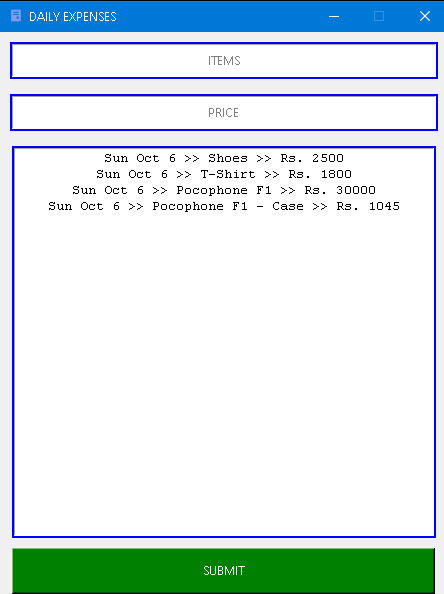 DAILY EXPENSES
ITEMS
PRICE
Sun Oct 6 >> Shoes >> Rs. 2500
Sun Oct 6 >> T-Shirt >> Rs. 1800
Sun Oct 6 >> Pocophone F1 >> Rs. 30000
Sun Oct 6 >> Pocophone F1 - Case >> Rs. 1045
SUBMIT